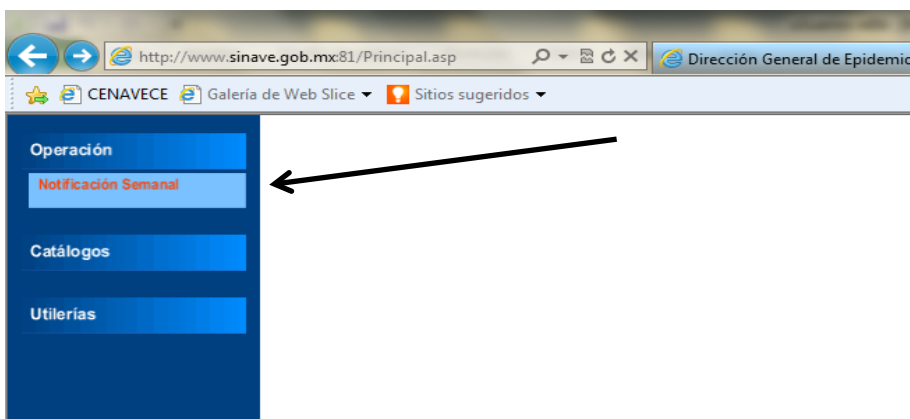 http://www.sinave.gob.mx:81/Principal.asp
Dirección General de
CENAVECE Galería de Web Slice Sitios sugeridos
Operación
Notificación Semanal
Catálogos
Utilerías